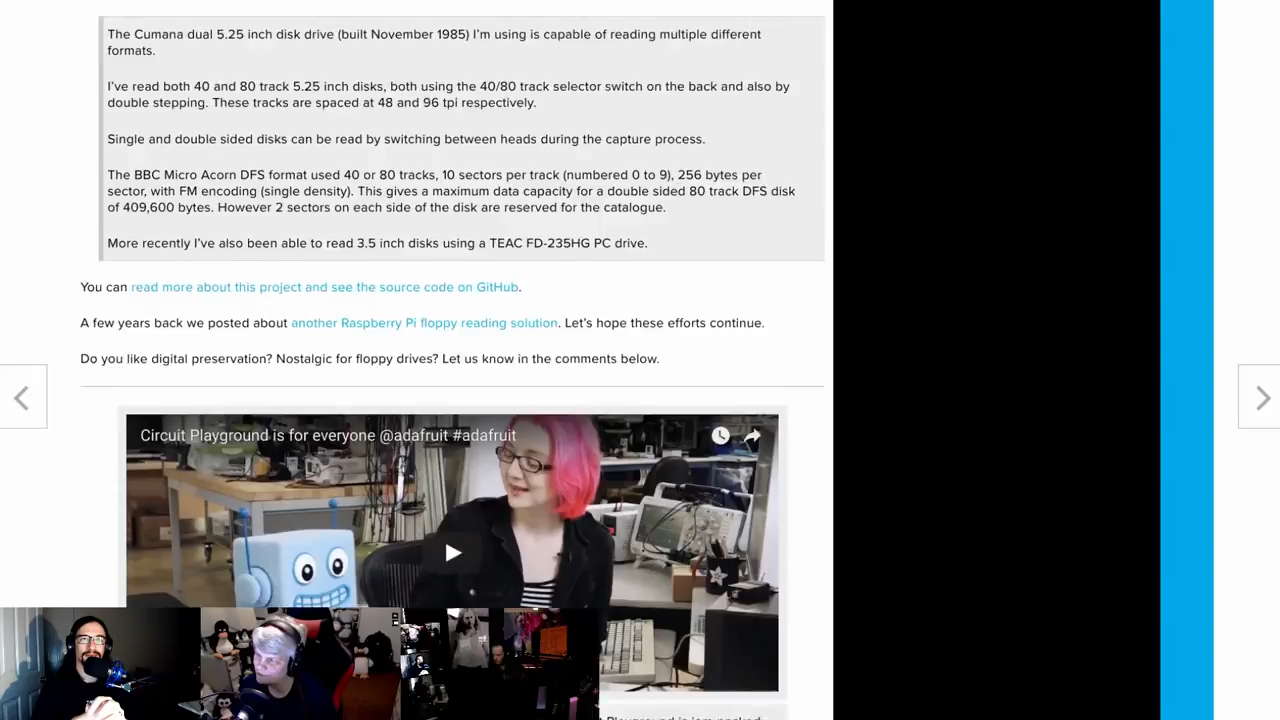 The Cumana dual 5.25 inch disk drive (built November 1985) I'm using is capable of reading multiple different
formats.
I've read both 40 and 80 track 5.25 inch disks, both using the 40/80 track selector switch on the back and also by
double stepping. These tracks are spaced at 48 and 96 tpi respectively.
Single and double sided disks can be read by switching between heads during the capture process.
The BBC Micro Acorn DFS format used 40 or 80 tracks, 10 sectors per track (numbered 0 to 9), 256 bytes per
sector, with FM encoding (single density). This gives a maximum data capacity for a double sided 80 track DFS disk
of 409,600 bytes. However 2 sectors on each side of the disk are reserved for the catalogue.
More recently I've also been able to read 3.5 inch disks using a TEAC FD-235HG PC drive.
You can read more about this project and see the source code on GitHub.
A few years back we posted about another Raspberry Pi floppy reading solution. Let's hope these efforts continue.
Do you like digital preservation? Nostalgic for floppy drives? Let us know in the comments below.
Circuit Playground is for everyone @adafruit #adafruit